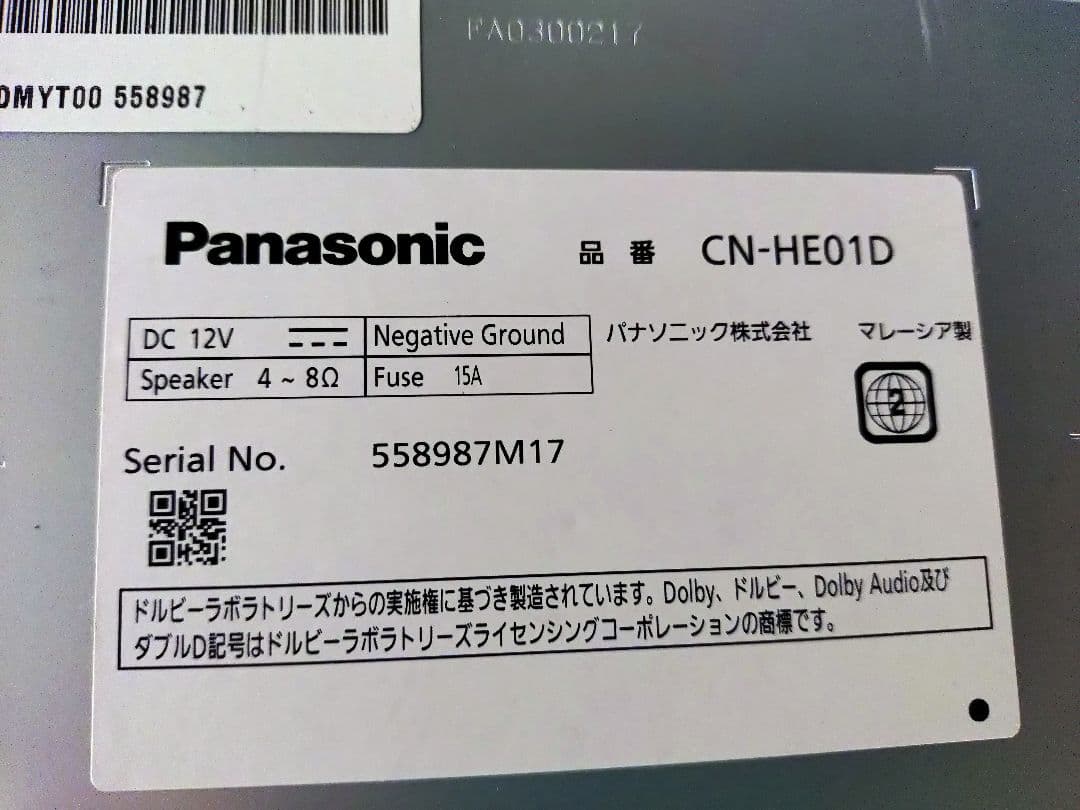 FA0300217
DMYT00 558987
Panasonic 品番 CN-HE01D
DC 12V Negative Ground パナソニック株式会社 マレーシア製
Speaker 4 ~ 8Ω Fuse 15A
2
Serial No. 558987M17
ドルビーラボラトリーズからの実施権に基づき製造されています。Dolby、ドルビー、Dolby Audio及び
ダブルD記号はドルビーラボラトリーズライセンシングコーポレーションの商標です。